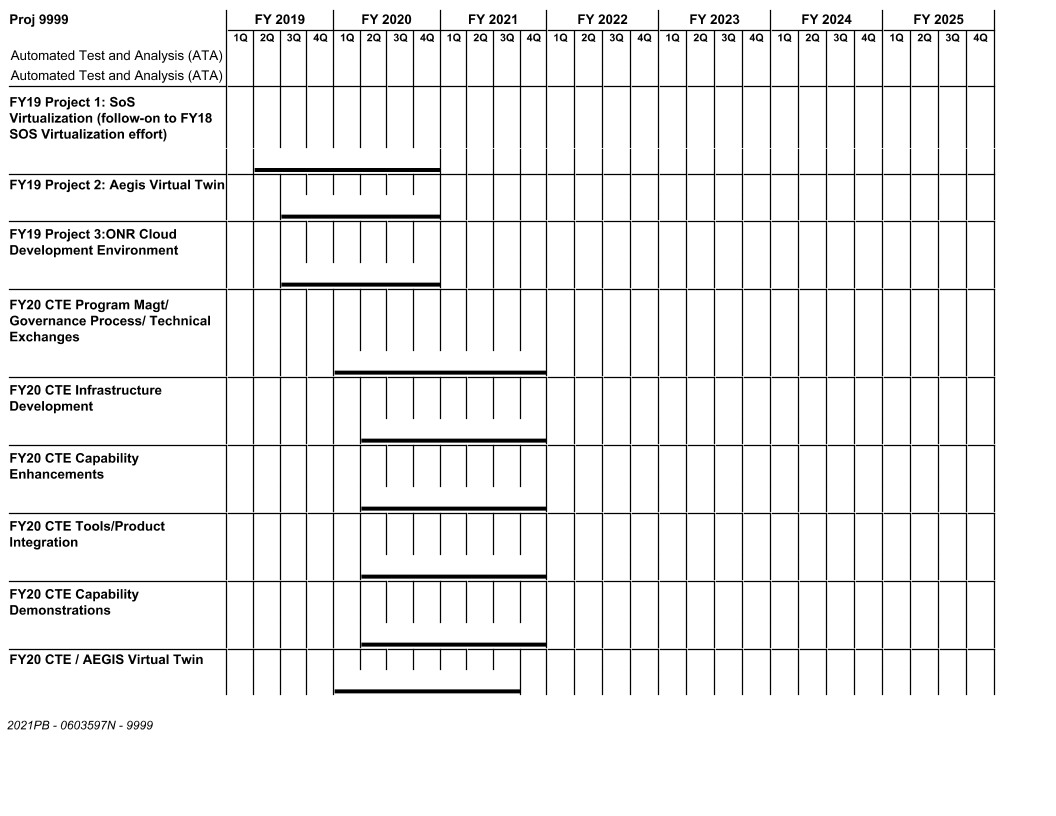 Proj 9999 FY 2019 FY 2020 FY 2021 FY 2022 FY 2023 FY 2024 FY 2025
1Q 2Q 3Q 4Q 1Q 2Q 3Q 4Q 1Q 2Q 3Q 4Q 1Q 2Q 3Q 4Q 1Q 2Q 3Q 4Q 1Q 2Q 3Q 4Q 1Q 2Q 3Q 4Q
Automated Test and Analysis (ATA)
Automated Test and Analysis (ATA)
FY19 Project 1: SoS
Virtualization (follow-on to FY18
SOS Virtualization effort)
FY19 Project 2: Aegis Virtual Twin
FY19 Project 3:ONR Cloud
Development Environment
FY20 CTE Program Magt/
Governance Process/ Technical
Exchanges
FY20 CTE Infrastructure
Development
FY20 CTE Capability
Enhancements
FY20 CTE Tools/Product
Integration
FY20 CTE Capability
Demonstrations
FY20 CTE / AEGIS Virtual Twin
2021PB - 0603597N - 9999